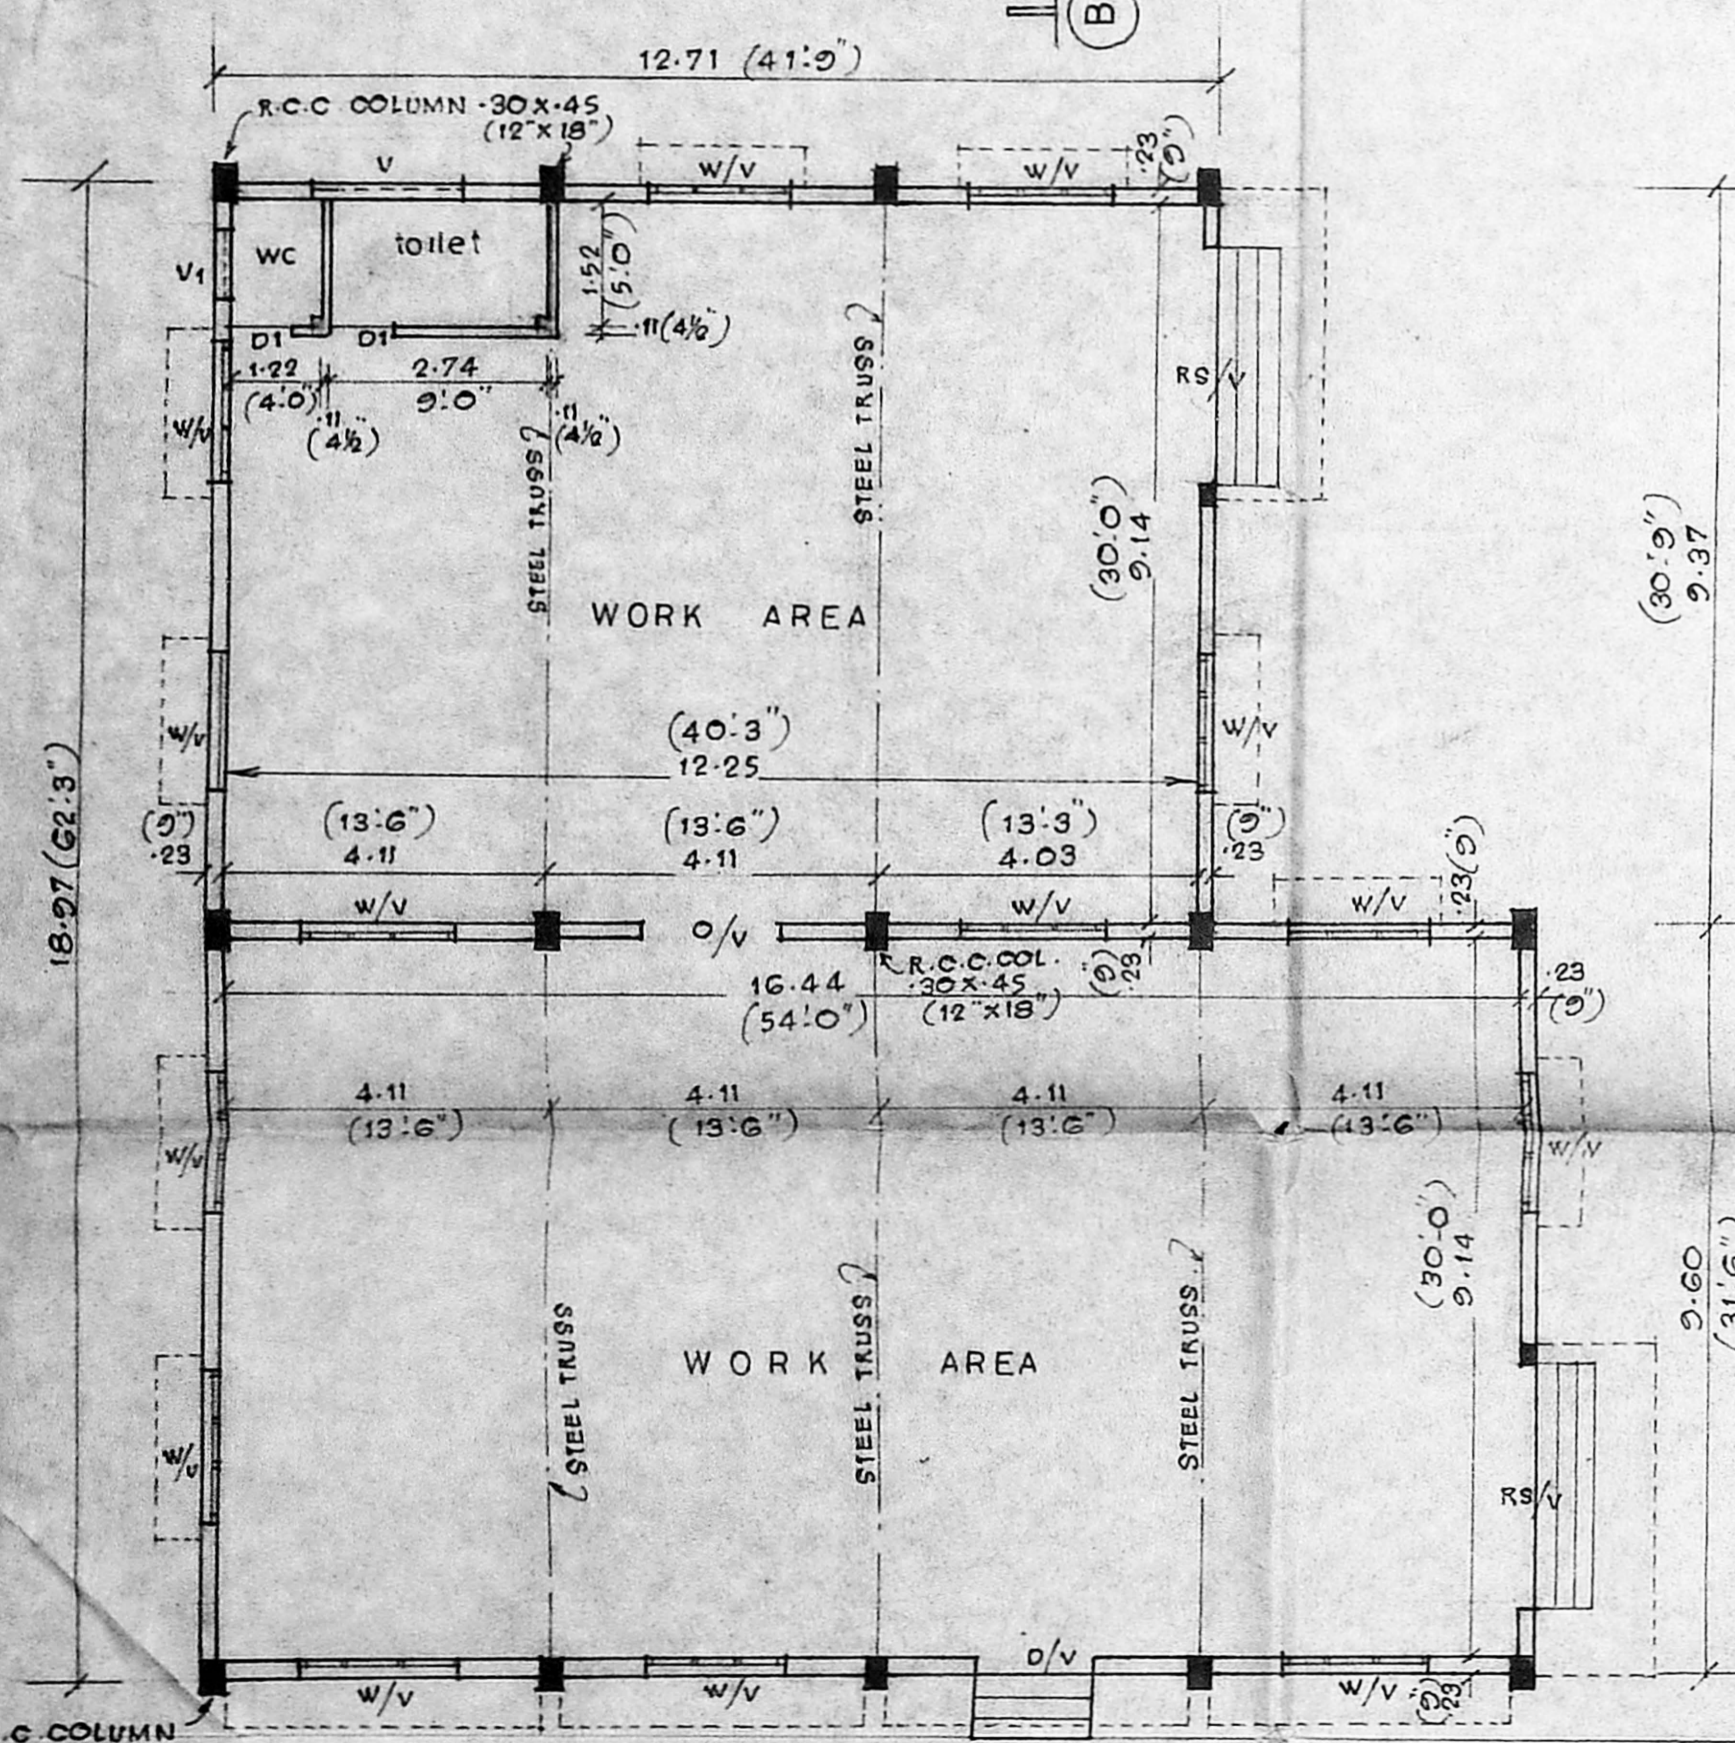 B
12.71 (41'.9")
R.C.C COLUMN .30 X .45
(12" X 18")
V
W/V
W/V
.23
(9")
WC
toilet
V1
1.52
(5'.0")
.11 (4½")
D1
D1
1.22
(4'.0")
2.74
9'.0"
.11
(4½")
.11
(4½")
W/V
STEEL TRUSS
STEEL TRUSS
RS/V
(30'.0")
9.14
(30'.9")
9.37
WORK AREA
W/V
W/V
(40'.3")
12.25
18.97 (62'.3")
(9")
.23
(13'.6")
4.11
(13'.6")
4.11
(13'.3")
4.03
(9")
.23
.23 (9")
W/V
O/V
W/V
W/V
R.C.C.COL.
.30 X .45
(12" X 18")
(9")
.23
16.44
(54'.0")
.23
(9")
4.11
(13'.6")
4.11
(13'.6")
4.11
(13'.6")
4.11
(13'.6")
W/V
W/V
(30'.0")
9.14
9.60
(31'.6")
STEEL TRUSS
STEEL TRUSS
STEEL TRUSS
WORK AREA
W/V
RS/V
D/V
W/V
W/V
W/V
(9")
.23
.C.COLUMN